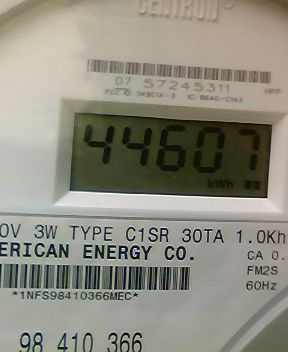 CENTRON
07 57245311
44607
kWh
0V 3W TYPE C1SR 30TA 1.0Kh
ERICAN ENERGY CO.
CA 0.
FM2S
*1NFS98410366MEC*
60Hz
98 410 366